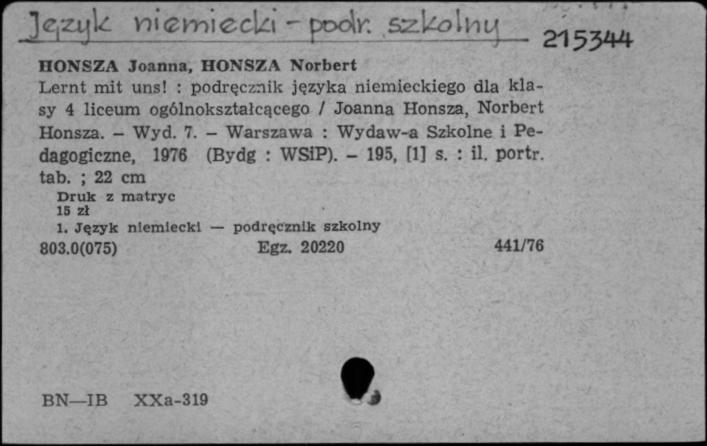 Język niemiecki - podr. szkolny
215344
HONSZA Joanna, HONSZA Norbert
Lernt mit uns! : podręcznik języka niemieckiego dla kla-
sy 4 liceum ogólnokształcącego / Joanna Honsza, Norbert
Honsza. — Wyd. 7. — Warszawa : Wydaw-a Szkolne i Pe-
dagogiczne, 1976 (Bydg : WSiP). — 195, [1] s. : il. portr.
tab. ; 22 cm
Druk z matryc
15 zł
1. Język niemiecki — podręcznik szkolny
803.0(075) Egz. 20220 441/76
BN—IB XXa-319